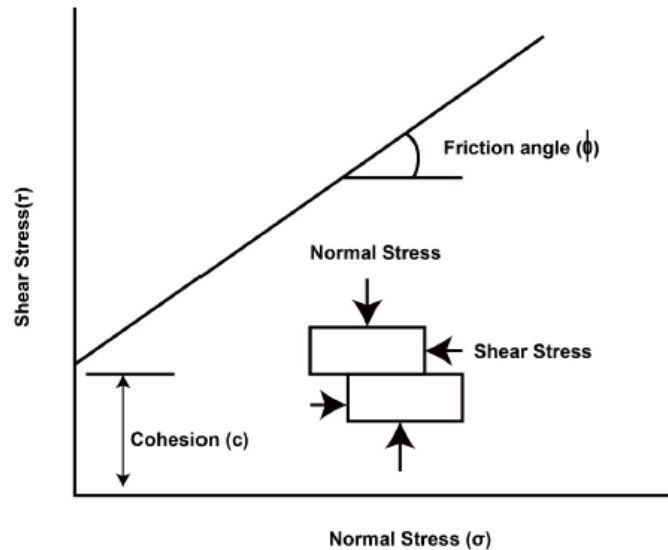 Shear Stress(τ)
Friction angle (ϕ)
Normal Stress
Shear Stress
Cohesion (c)
Normal Stress (σ)